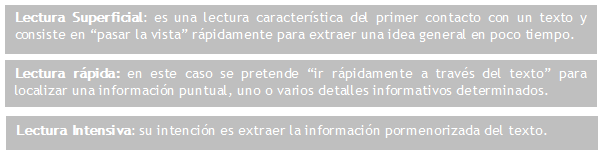 Lectura Superficial: es una lectura característica del primer contacto con un texto y
consiste en “pasar la vista” rápidamente para extraer una idea general en poco tiempo.
Lectura rápida: en este caso se pretende “ir rápidamente a través del texto” para
localizar una información puntual, uno o varios detalles informativos determinados.
Lectura Intensiva: su intención es extraer la información pormenorizada del texto.